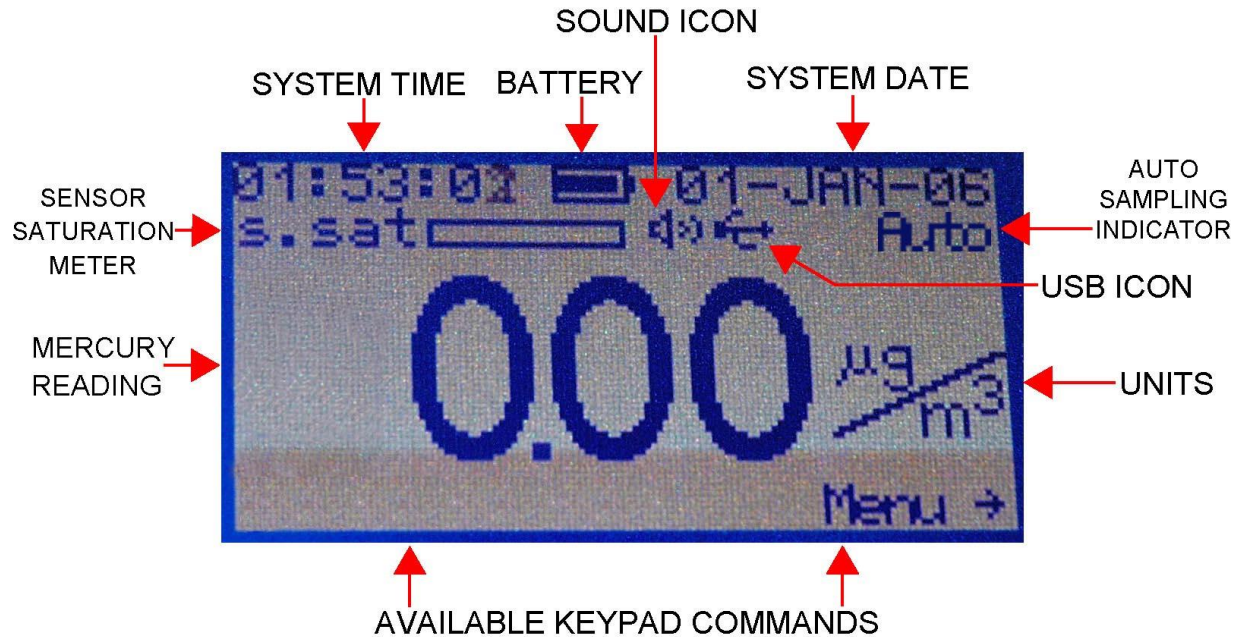 SOUND ICON
SYSTEM TIME
BATTERY
SYSTEM DATE
01:53:0
01-JAN-06
SENSOR
SATURATION
METER
s.sat
Auto
AUTO
SAMPLING
INDICATOR
USB ICON
MERCURY
READING
0.00
µg/m³
UNITS
Menu →
AVAILABLE KEYPAD COMMANDS